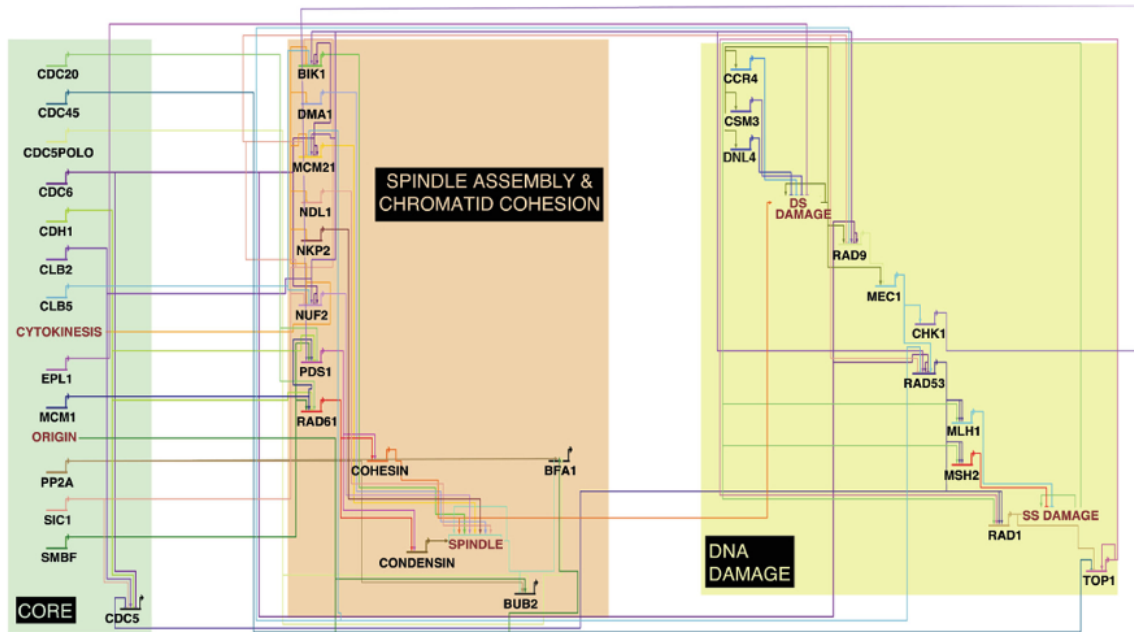 CDC20
CDC45
CDC5POLO
CDC6
CDH1
CLB2
CLB5
CYTOKINESIS
EPL1
MCM1
ORIGIN
PP2A
SIC1
SMBF
CORE
CDC5
BIK1
DMA1
MCM21
NDL1
NKP2
NUF2
PDS1
RAD61
SPINDLE ASSEMBLY &
CHROMATID COHESION
COHESIN
BFA1
SPINDLE
CONDENSIN
BUB2
CCR4
CSM3
DNL4
DS
DAMAGE
RAD9
MEC1
CHK1
RAD53
MLH1
MSH2
SS DAMAGE
RAD1
TOP1
DNA
DAMAGE